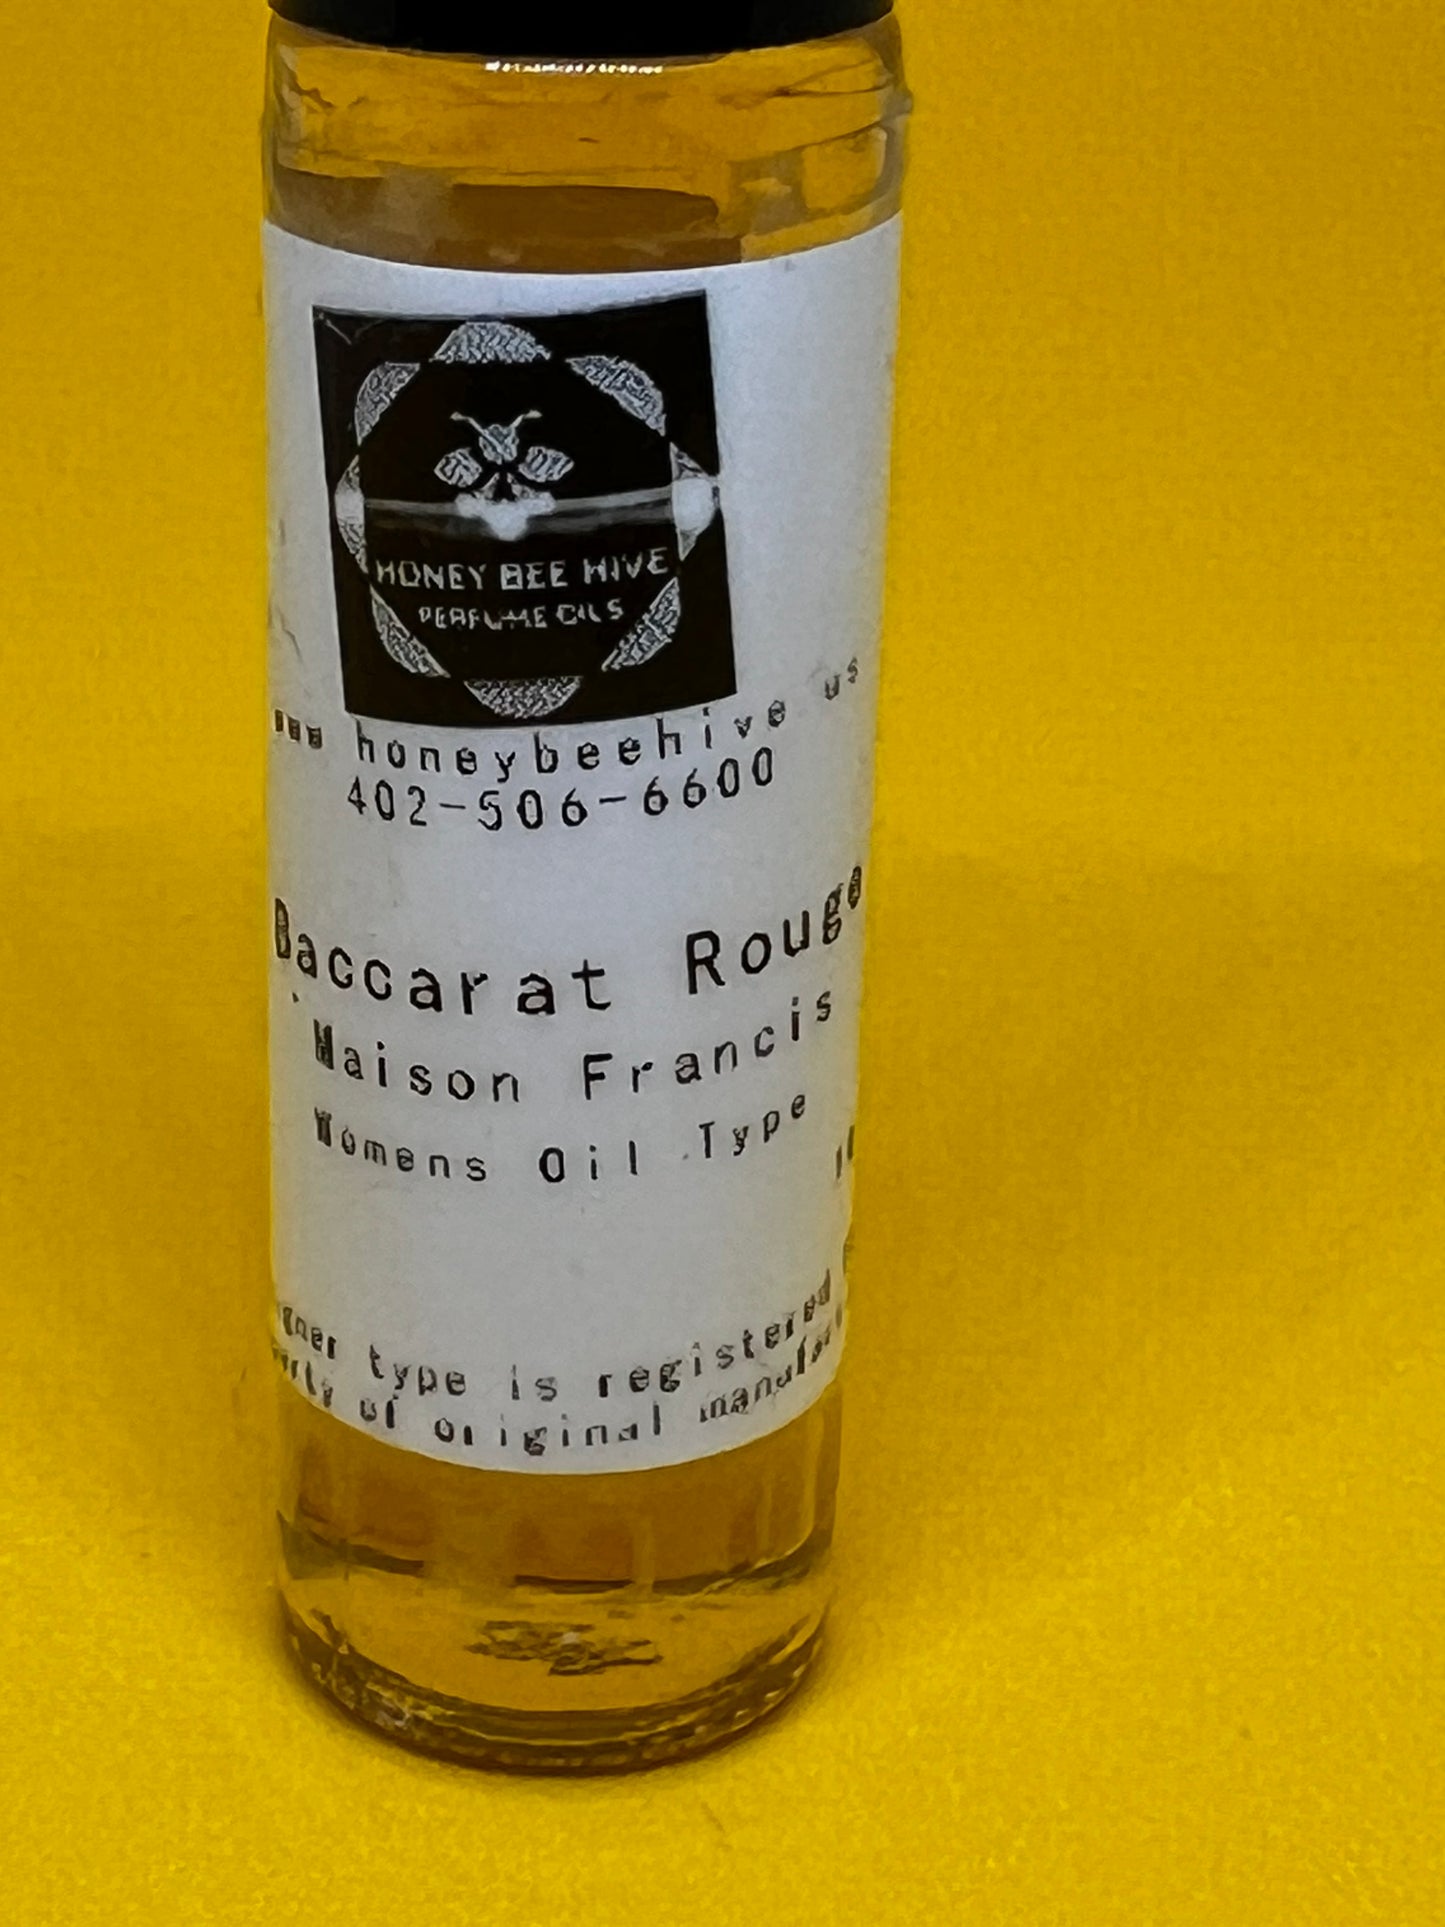 HONEY BEE HIVE
PERFUME OILS
honeybeehive us
402-506-6600
Baccarat Rouge
Maison Francis
Womens Oil Type
type is registered
of original